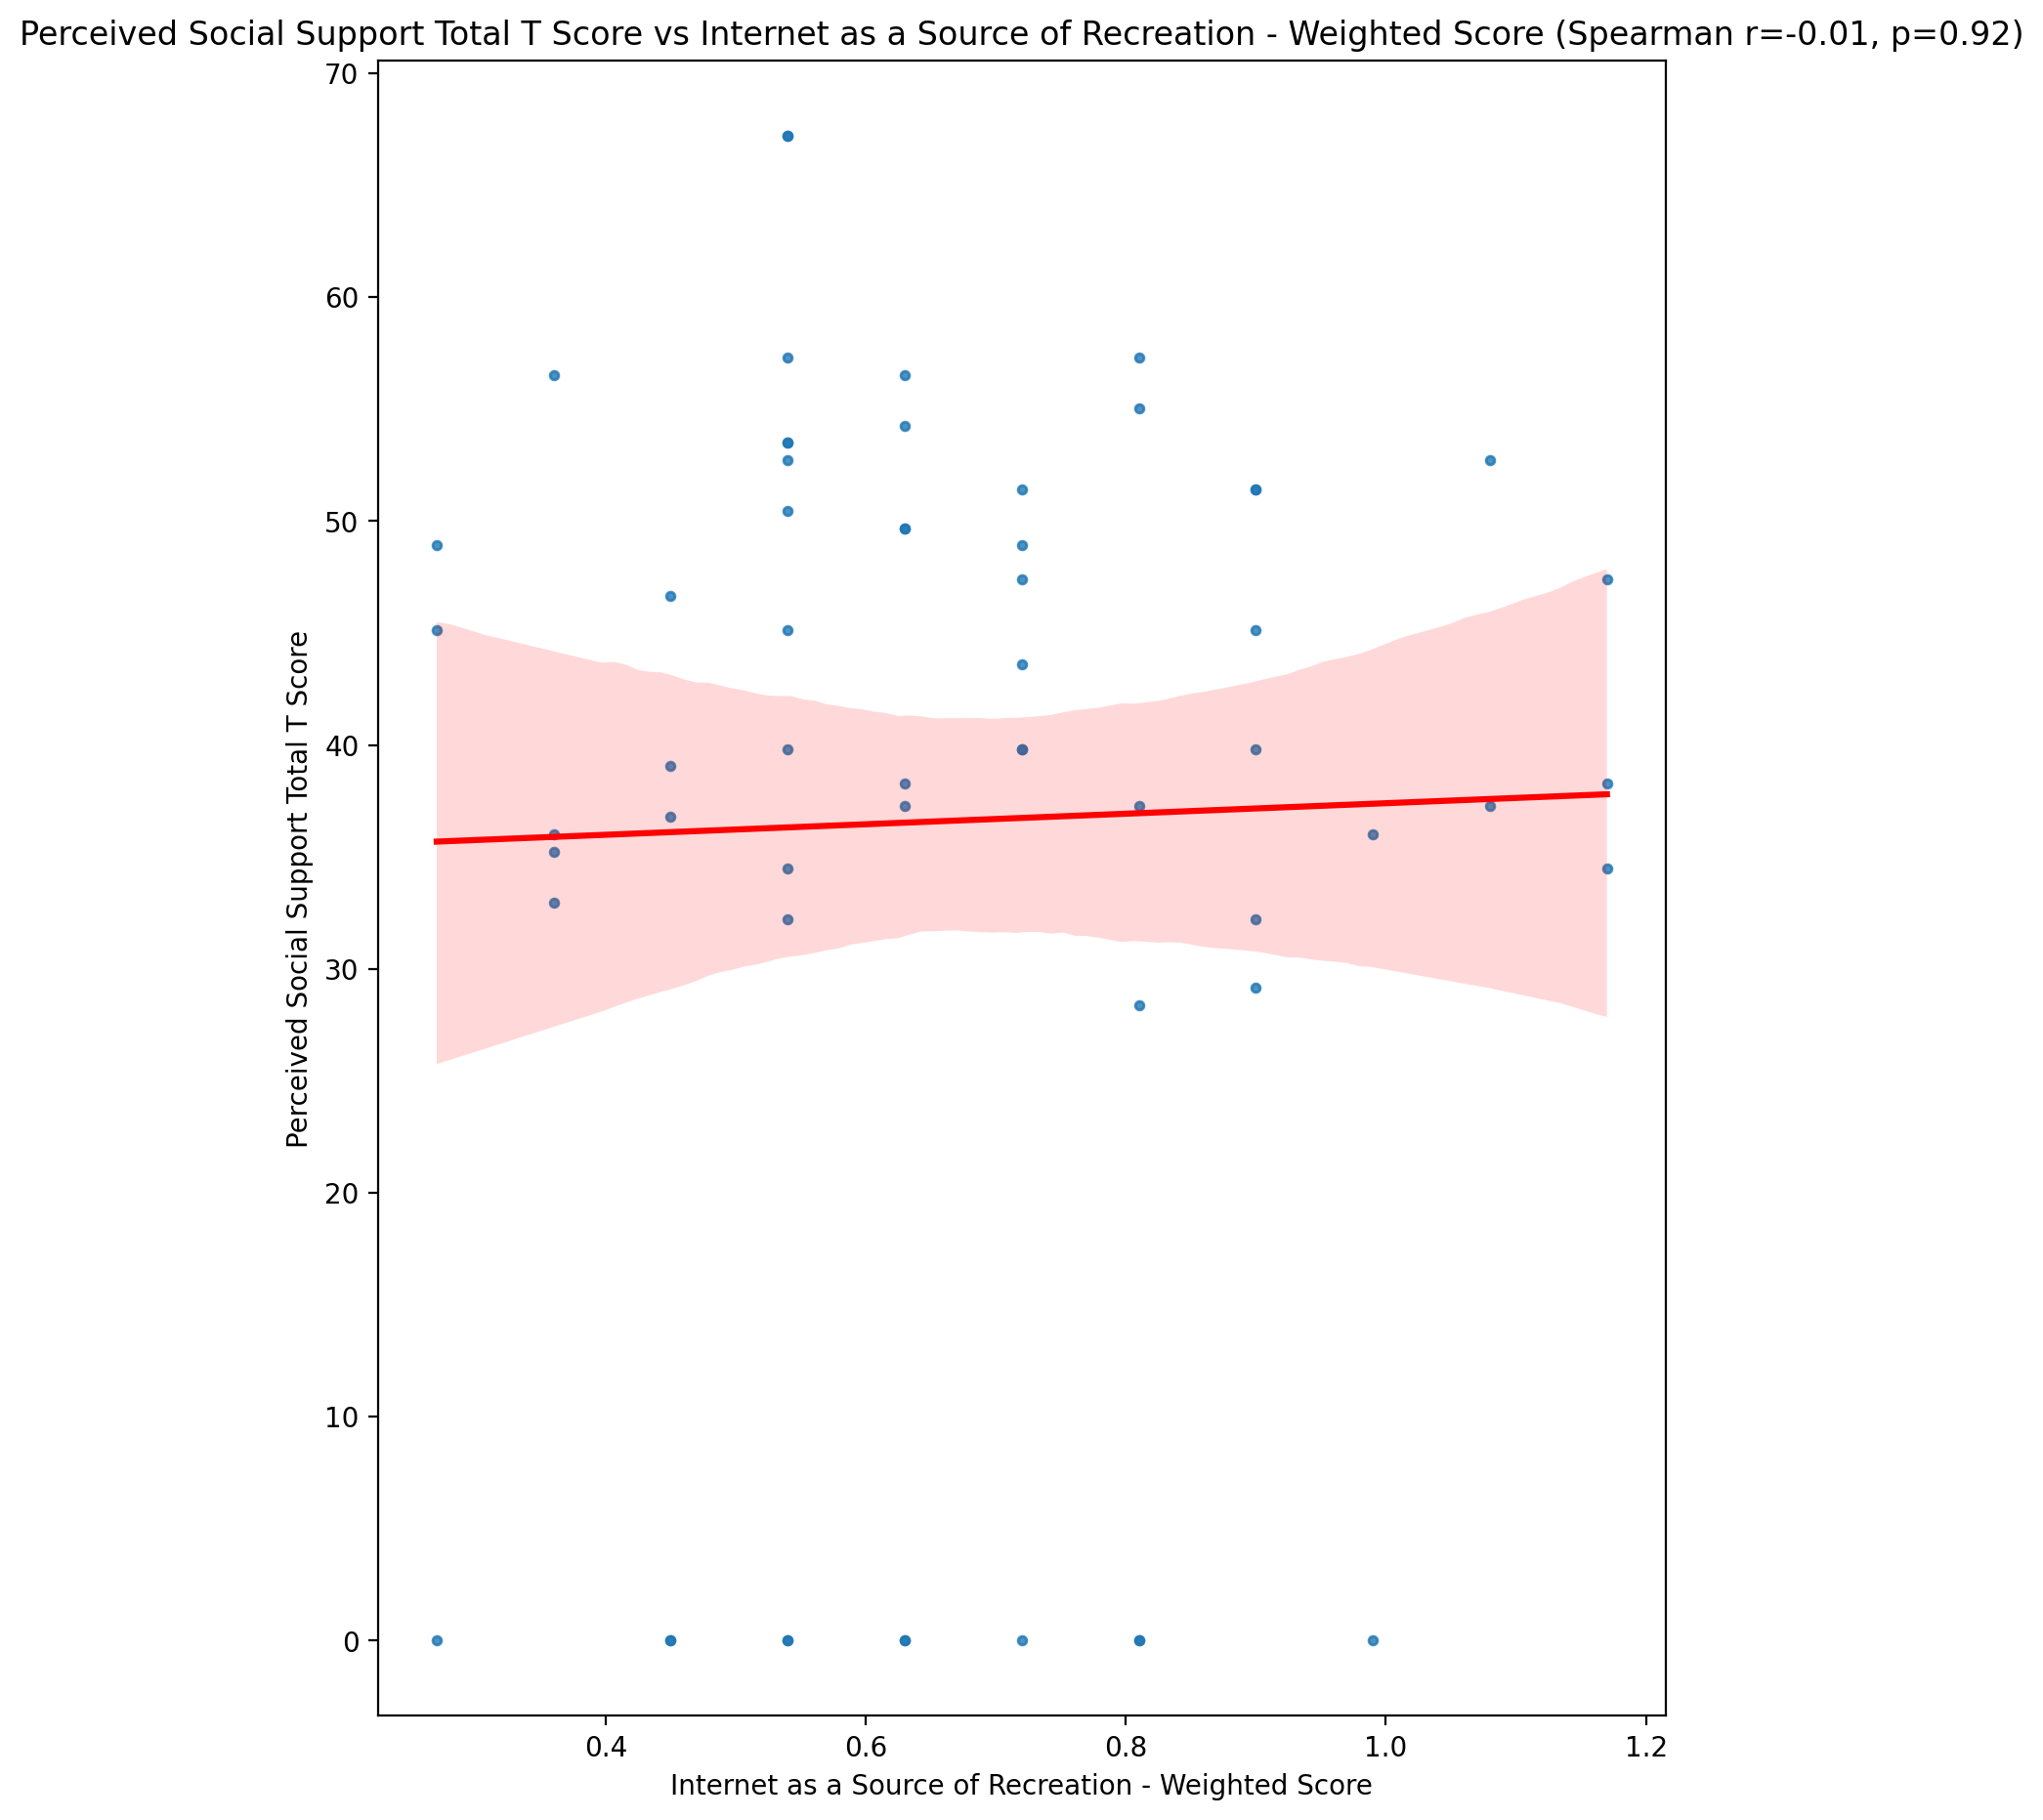 Perceived Social Support Total T Score vs Internet as a Source of Recreation - Weighted Score (Spearman r=-0.01, p=0.92)
70
60
50
40
30
20
10
0
Perceived Social Support Total T Score
0.4 0.6 0.8 1.0 1.2
Internet as a Source of Recreation - Weighted Score